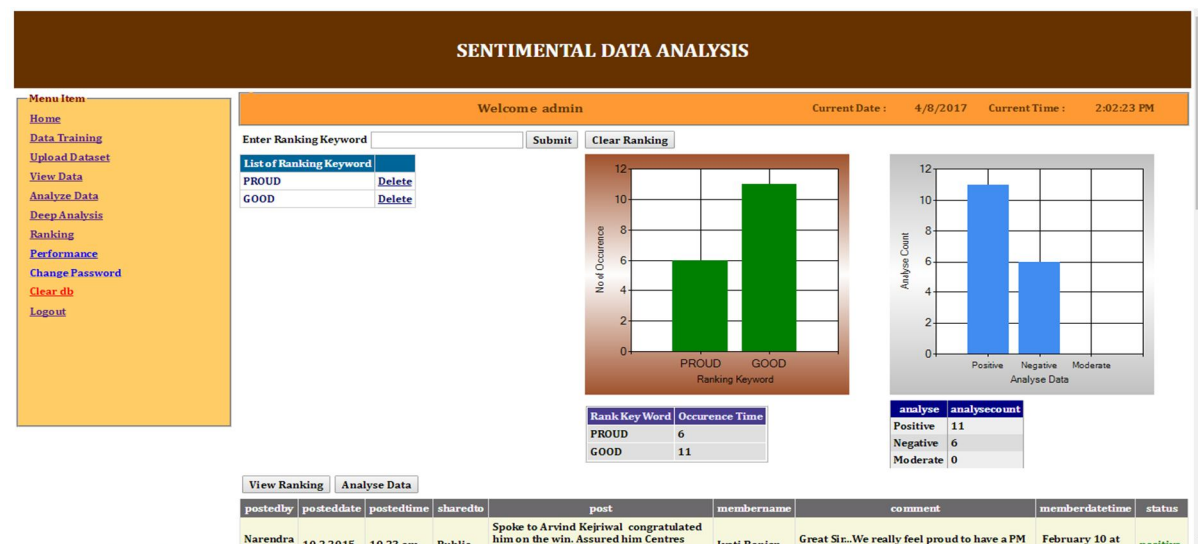 SENTIMENTAL DATA ANALYSIS
Menu Item
Home
Data Training
Upload Dataset
View Data
Analyze Data
Deep Analysis
Ranking
Performance
Change Password
Clear db
Logout
Welcome admin Current Date : 4/8/2017 Current Time : 2:02:23 PM
Enter Ranking Keyword Submit Clear Ranking
List of Ranking Keyword
PROUD Delete
GOOD Delete
No of Occurence
12
10
8
6
4
2
0
PROUD GOOD
Ranking Keyword
Rank Key Word Occurence Time
PROUD 6
GOOD 11
Analyse Count
12
10
8
6
4
2
0
Positive Negative Moderate
Analyse Data
analyse analysecount
Positive 11
Negative 6
Moderate 0
View Ranking Analyse Data
postedby posteddate postedtime sharedto post membername comment memberdatetime status
Spoke to Arvind Kejriwal congratulated
Narendra him on the win. Assured him Centres Great Sir...We really feel proud to have a PM February 10 at